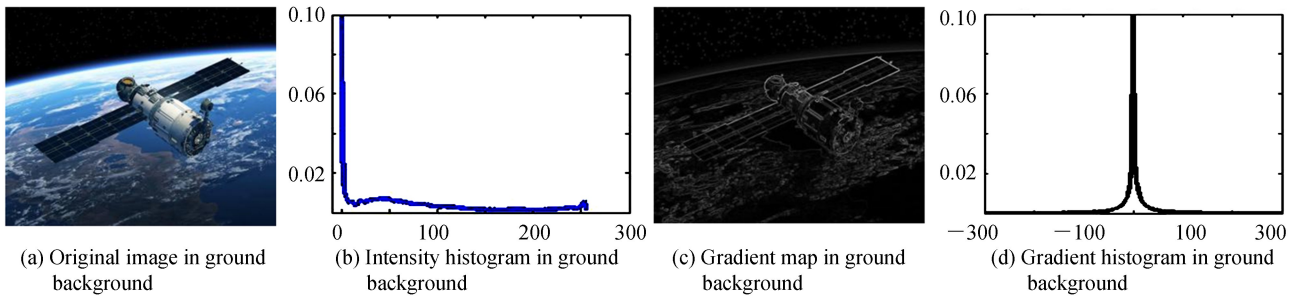 0.10
0.06
0.02
0
100
200
300
0.10
0.06
0.02
−300
−100
100
300
(a) Original image in ground
background
(b) Intensity histogram in ground
background
(c) Gradient map in ground
background
(d) Gradient histogram in ground
background